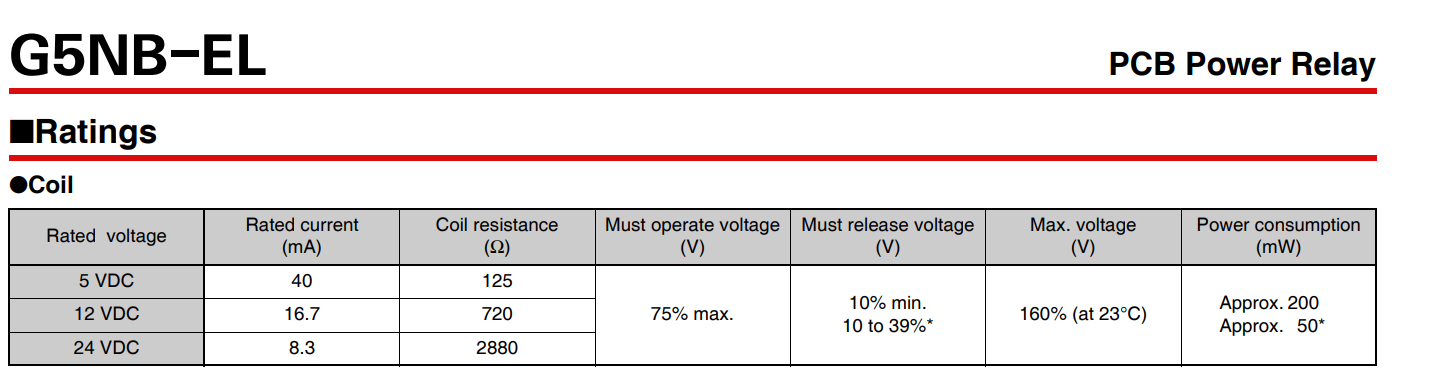 G5NB-EL
PCB Power Relay
■Ratings
●Coil
Rated voltage
Rated current
(mA)
Coil resistance
(Ω)
Must operate voltage
(V)
Must release voltage
(V)
Max. voltage
(V)
Power consumption
(mW)
5 VDC
40
125
12 VDC
16.7
720
24 VDC
8.3
2880
75% max.
10% min.
10 to 39%*
160% (at 23°C)
Approx. 200
Approx. 50*